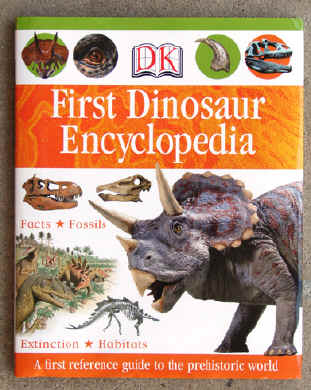 DK
First Dinosaur
Encyclopedia
Facts ★ Fossils
Extinction ★ Habitats
A first reference guide to the prehistoric world